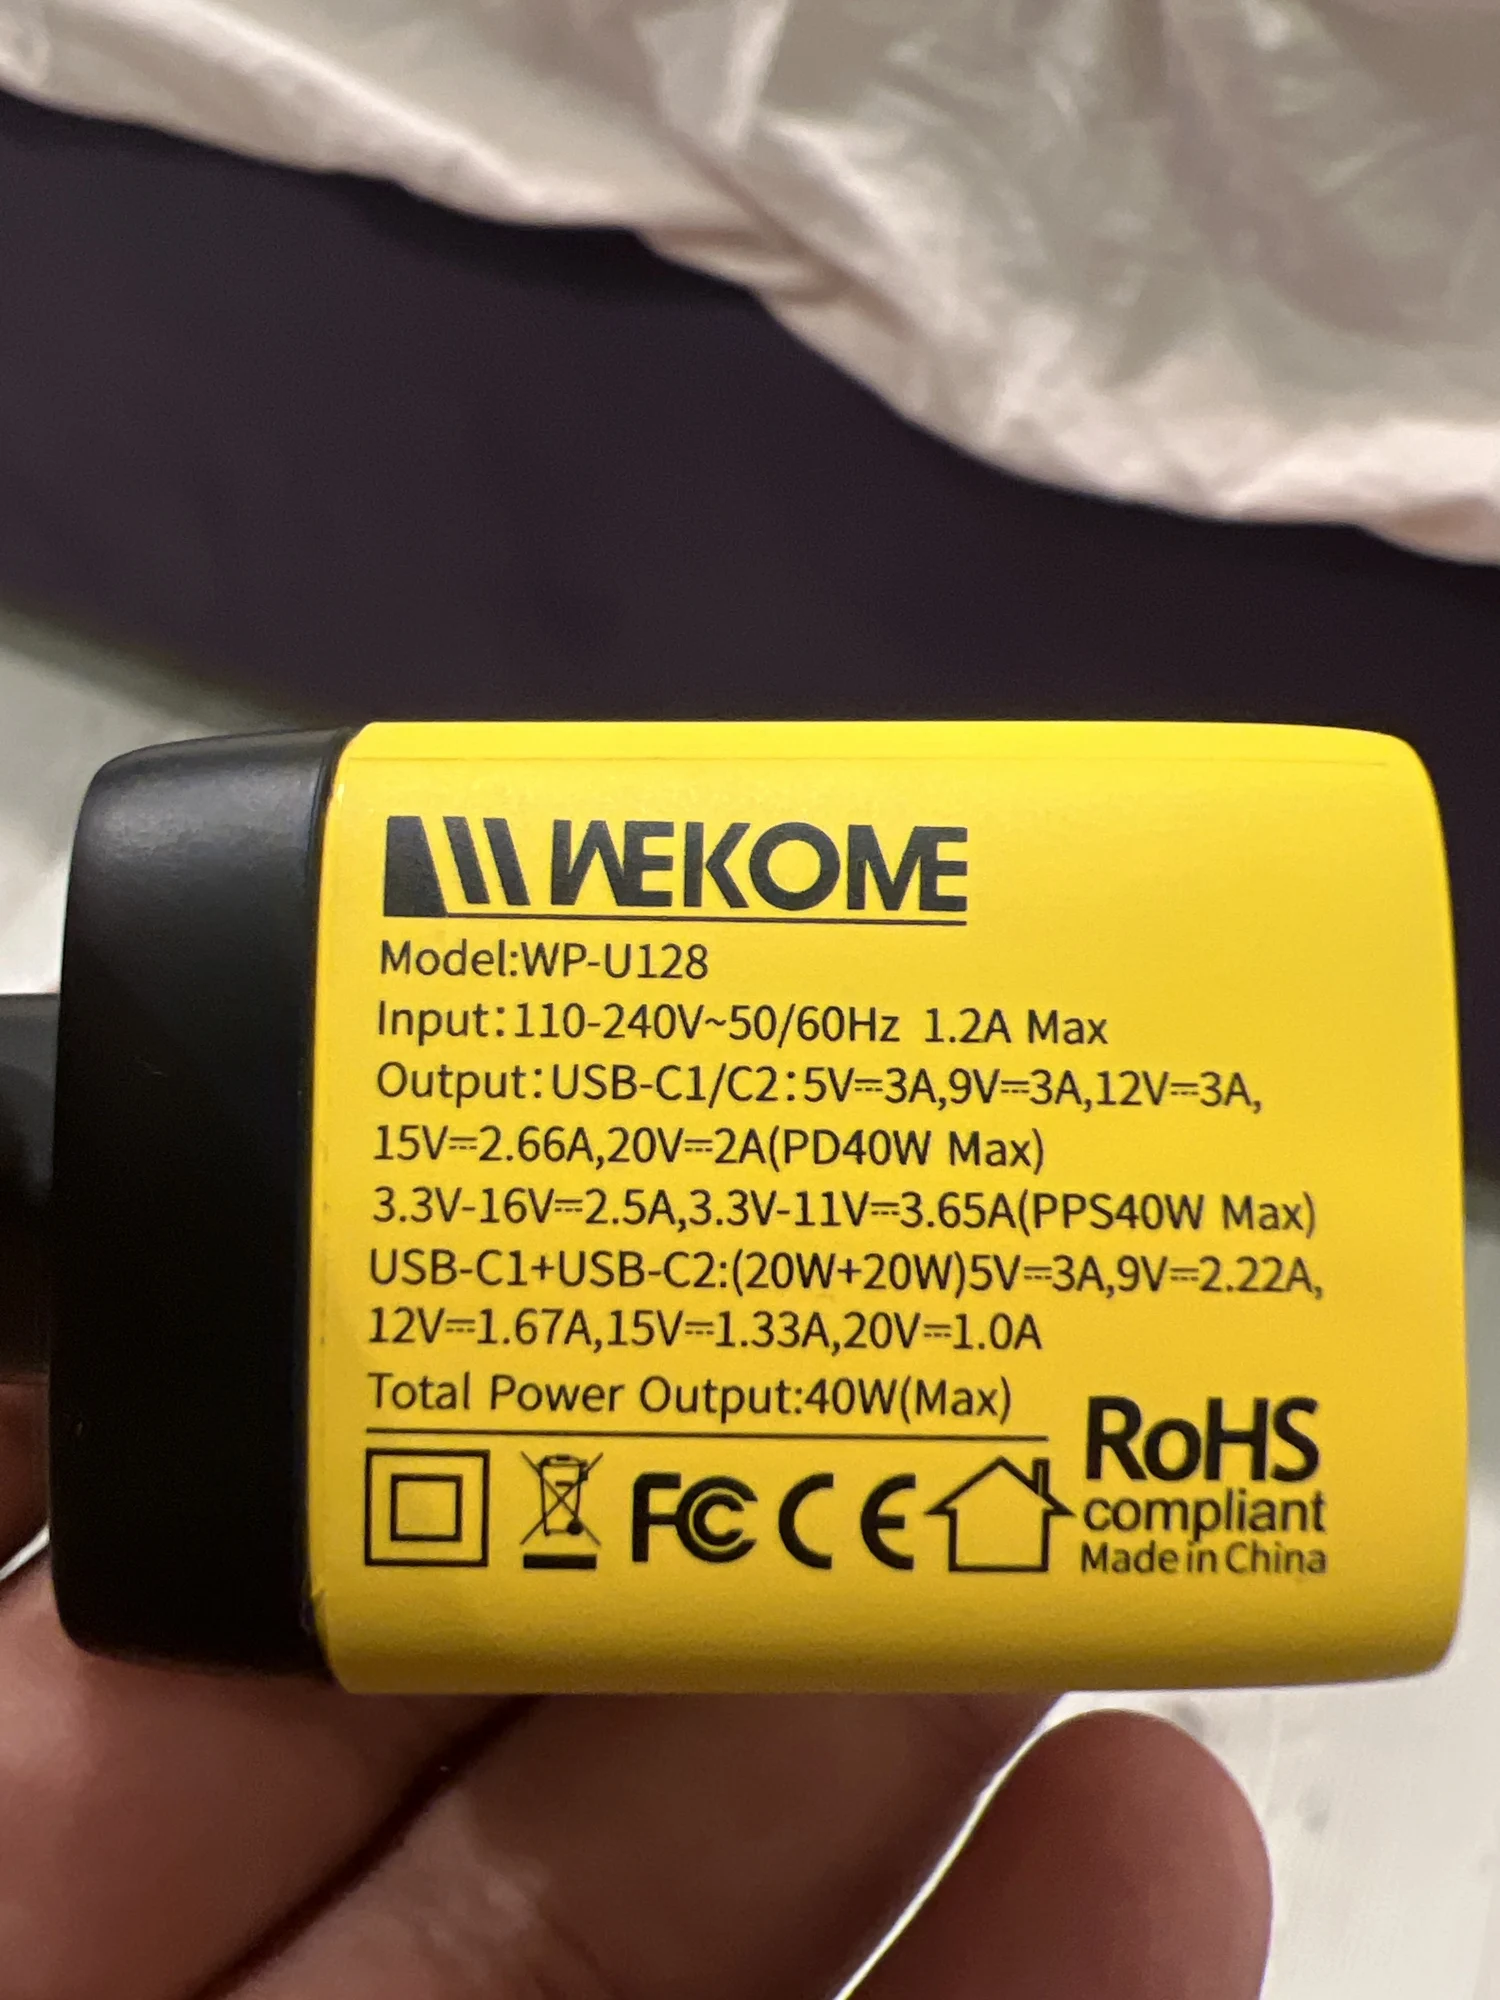 WEKOME
Model:WP-U128
Input:110-240V~50/60Hz 1.2A Max
Output:USB-C1/C2:5V⎓3A,9V⎓3A,12V⎓3A,
15V⎓2.66A,20V⎓2A(PD40W Max)
3.3V-16V⎓2.5A,3.3V-11V⎓3.65A(PPS40W Max)
USB-C1+USB-C2:(20W+20W)5V⎓3A,9V⎓2.22A,
12V⎓1.67A,15V⎓1.33A,20V⎓1.0A
Total Power Output:40W(Max)
FC CE RoHS
compliant
Made in China